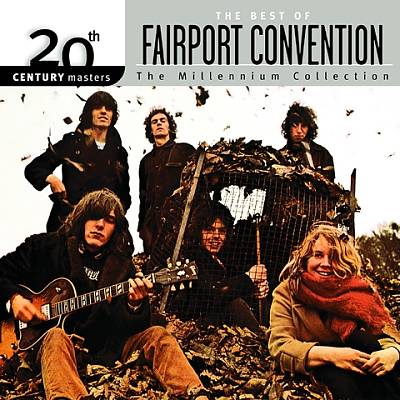 THE BEST OF
20th
FAIRPORT CONVENTION
CENTURY masters
The Millennium Collection